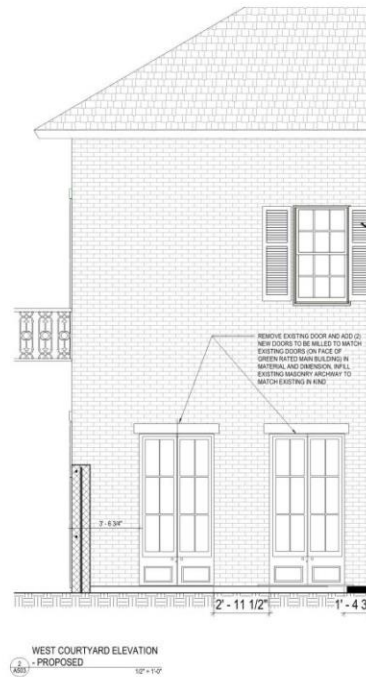 REMOVE EXISTING DOOR AND ADD (2)
NEW DOORS TO BE MILLED TO MATCH
EXISTING DOORS (ON FACE OF
GREEN RATED MAIN BUILDING) IN
MATERIAL AND DIMENSION, INFILL
EXISTING MASONRY ARCHWAY TO
MATCH EXISTING IN KIND
3' - 6 3/4"
2' - 11 1/2"
1' - 4 3
WEST COURTYARD ELEVATION
- PROPOSED
2
A503
1/2" = 1'-0"